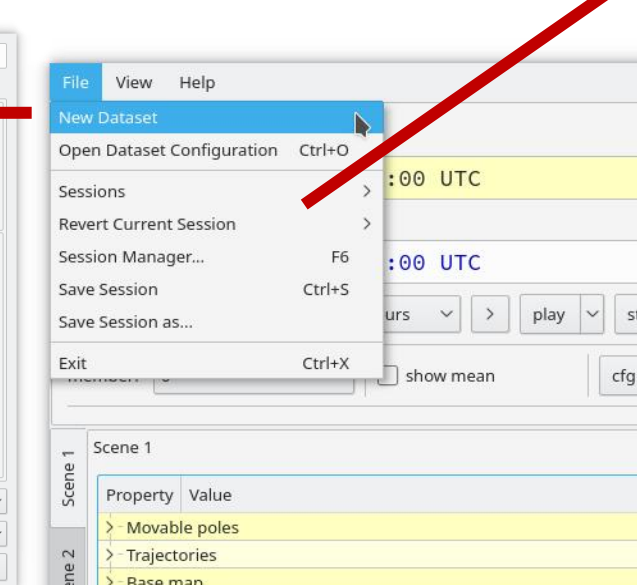 File View Help
New Dataset
Open Dataset Configuration Ctrl+O
:00 UTC
Sessions
Revert Current Session
Session Manager... F6
:00 UTC
Save Session Ctrl+S
urs > play
Save Session as...
Exit Ctrl+X
show mean
cfg
Scene 1
Scene 1
Property Value
Movable poles
Scene 2
Trajectories
Base map